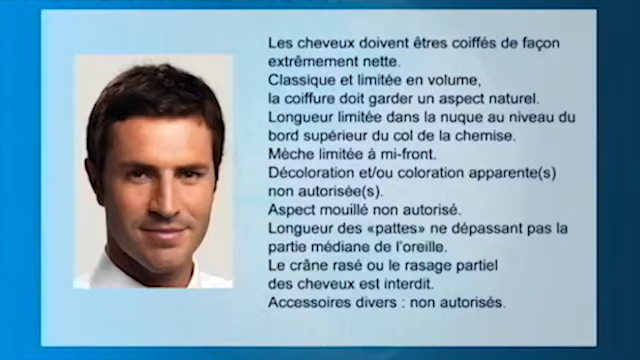 Les cheveux doivent êtres coiffés de façon
extrêmement nette.
Classique et limitée en volume,
la coiffure doit garder un aspect naturel.
Longueur limitée dans la nuque au niveau du
bord supérieur du col de la chemise.
Mèche limitée à mi-front.
Décoloration et/ou coloration apparente(s)
non autorisée(s).
Aspect mouillé non autorisé.
Longueur des «pattes» ne dépassant pas la
partie médiane de l'oreille.
Le crâne rasé ou le rasage partiel
des cheveux est interdit.
Accessoires divers : non autorisés.